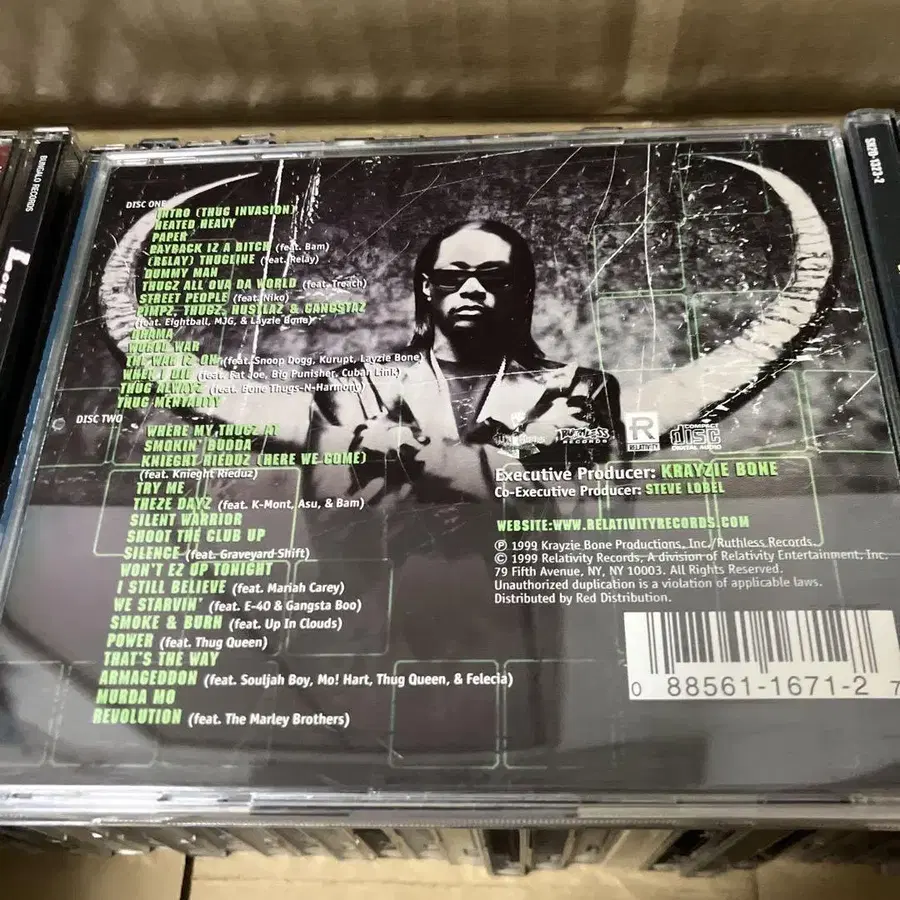 DUNGALO RECORDS
DISC ONE
INTRO (THUG INVASION)
HEATED HEAVY
PAPER
PAYBACK IZ A BITCH (feat. Bam)
(RELAY) THUGLINE (feat. Relay)
DUMMY MAN
THUGZ ALL OVA DA WORLD (feat. Treach)
STREET PEOPLE (feat. Niko)
PIMPZ, THUGZ, HUSTLAZ & GANGSTAZ
(feat. Eightball, MJG, & Layzie Bone)
DRAMA
WORLD WAR
THE WAR IZ ON (feat. Snoop Dogg, Kurupt, Layzie Bone)
WHEN I DIE (feat. Fat Joe, Big Punisher, Cuban Link)
THUG ALWAYZ (feat. Bone Thugs-N-Harmony)
THUG MENTALITY
DISC TWO
WHERE MY THUGZ AT
SMOKIN' BUDDA
KNIEGHT RIEDUZ (HERE WE COME)
(feat. Knieght Rieduz)
TRY ME
THEZE DAYZ (feat. K-Mont, Asu, & Bam)
SILENT WARRIOR
SHOOT THE CLUB UP
SILENCE (feat. Graveyard Shift)
WON'T EZ UP TONIGHT
I STILL BELIEVE (feat. Mariah Carey)
WE STARVIN' (feat. E-40 & Gangsta Boo)
SMOKE & BURN (feat. Up In Clouds)
POWER (feat. Thug Queen)
THAT'S THE WAY
ARMAGEDDON (feat. Souljah Boy, Mo! Hart, Thug Queen, & Felecia)
MURDA MO
REVOLUTION (feat. The Marley Brothers)
RUTHLESS
RECORDS
R
RELATIVITY
COMPACT
disc
DIGITAL AUDIO
Executive Producer: KRAYZIE BONE
Co-Executive Producer: STEVE LOBEL
WEBSITE:WWW.RELATIVITYRECORDS.COM
℗ 1999 Krayzie Bone Productions, Inc./Ruthless Records.
© 1999 Relativity Records, A division of Relativity Entertainment, Inc.
79 Fifth Avenue, NY, NY 10003. All Rights Reserved.
Unauthorized duplication is a violation of applicable laws.
Distributed by Red Distribution.
0 88561-1671-2 7